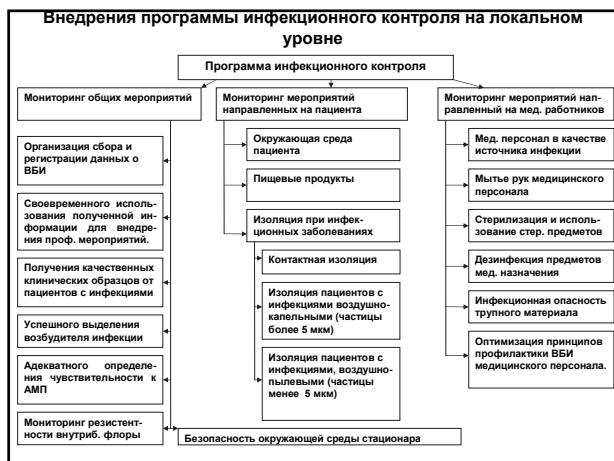 Внедрения программы инфекционного контроля на локальном
уровне
Программа инфекционного контроля
Мониторинг общих мероприятий
Организация сбора и
регистрации данных о
ВБИ
Своевременного использо-
вания полученной ин-
формации для внед-
рения проф. мероприятий.
Получения качественных
клинических образцов от
пациентов с инфекциями
Успешного выделения
возбудителя инфекции
Адекватного определе-
ния чувствительности к
АМП
Мониторинг резистент-
ности внутриб. флоры
Безопасность окружающей среды стационара
Мониторинг мероприятий
направленных на пациента
Окружающая среда
пациента
Пищевые продукты
Изоляция при инфек-
ционных заболеваниях
Контактная изоляция
Изоляция пациентов с
инфекциями воздушно-
капельными (частицы
более 5 мкм)
Изоляция пациентов с
инфекциями, воздушно-
пылевыми (частицы
менее 5 мкм)
Мониторинг мероприятий нап-
равленный на мед. работников
Мед. персонал в качестве
источника инфекции
Мытье рук медицинского
персонала
Стерилизация и исполь-
зование стер. предметов
Дезинфекция предметов
мед. назначения
Инфекционная опасность
трупного материала
Оптимизация принципов
профилактики ВБИ
медицинского персонала.